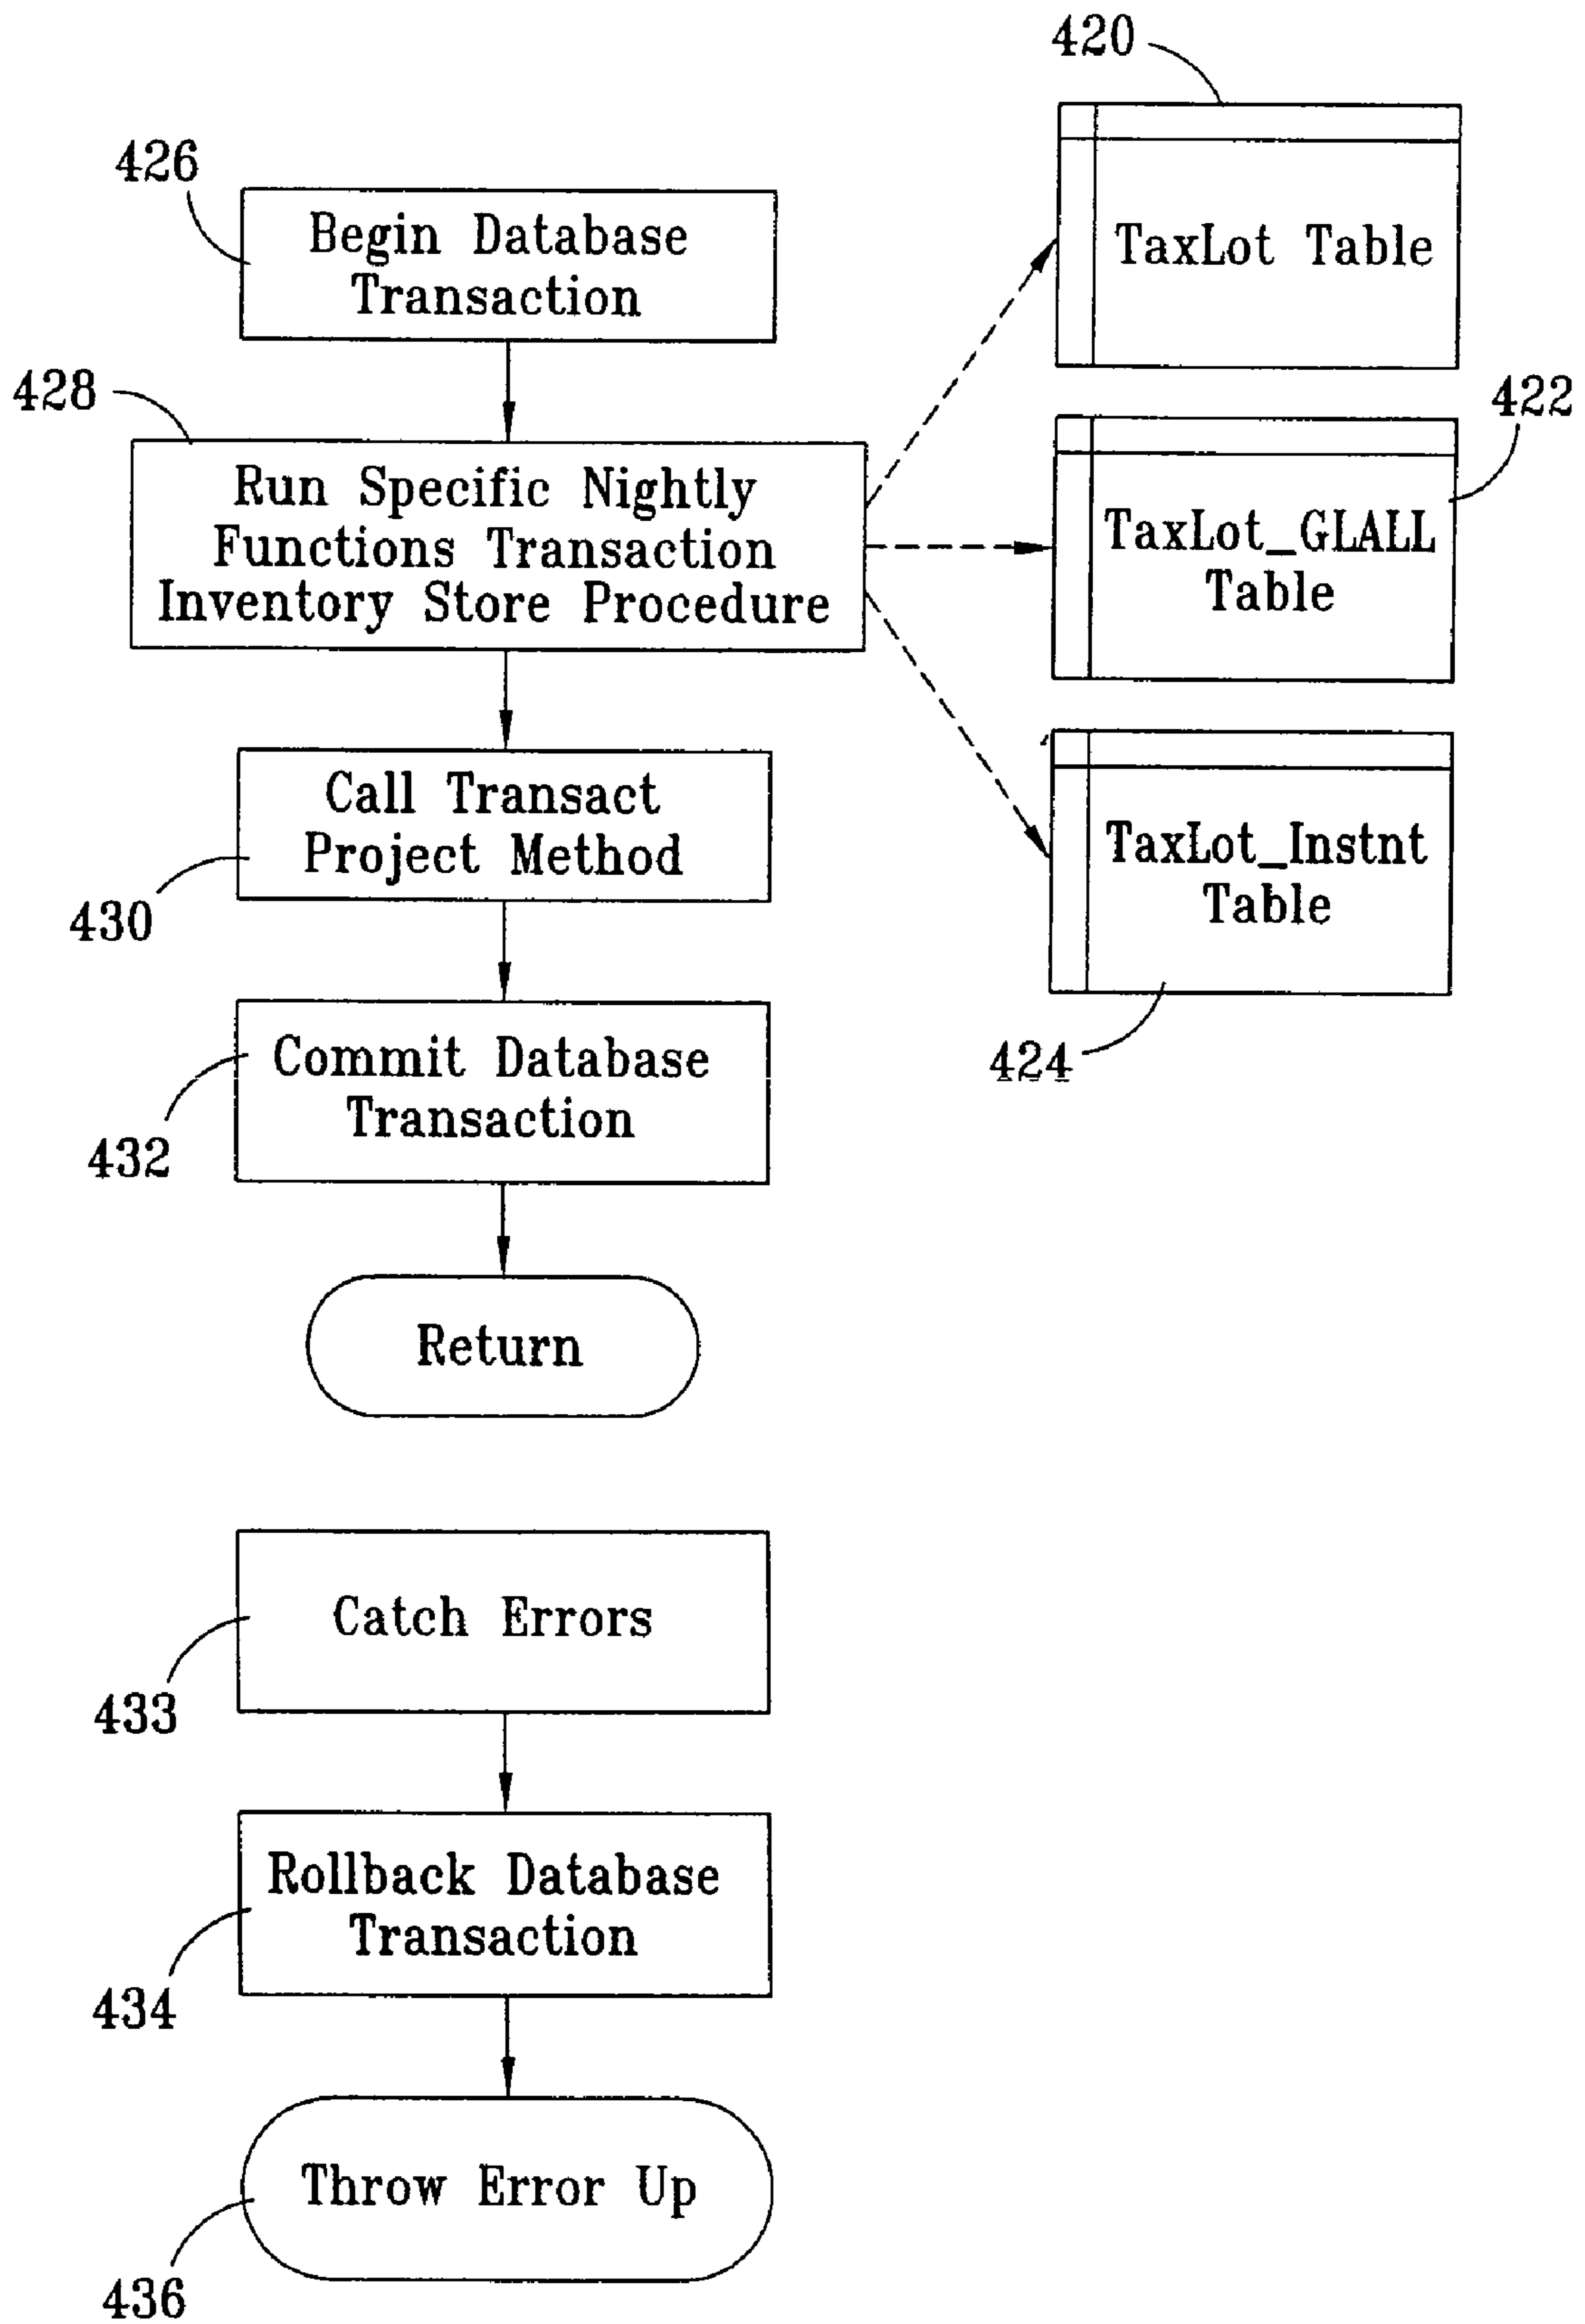 420
426
Begin Database
Transaction
TaxLot Table
428
422
Run Specific Nightly
Functions Transaction
Inventory Store Procedure
TaxLot_GLALL
Table
Call Transact
Project Method
430
TaxLot_Instnt
Table
424
Commit Database
Transaction
432
Return
Catch Errors
433
Rollback Database
Transaction
434
Throw Error Up
436